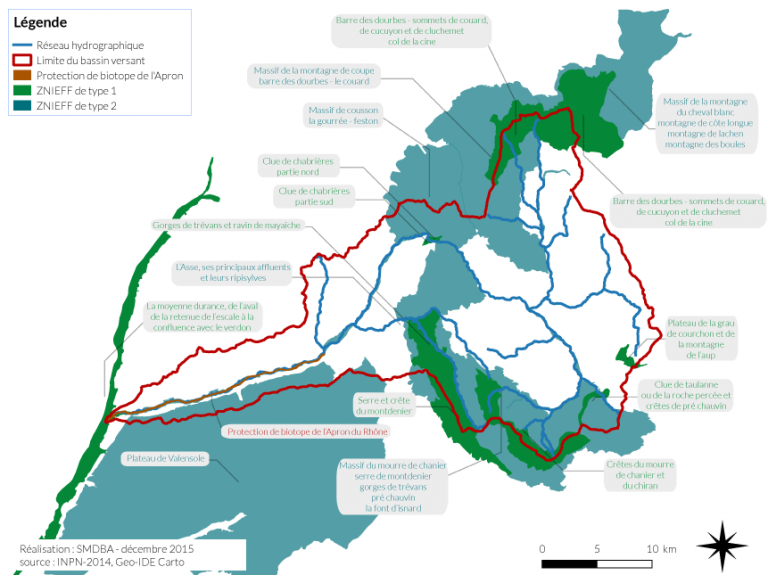 Légende
Réseau hydrographique
Limite du bassin versant
Protection de biotope de l'Apron
ZNIEFF de type 1
ZNIEFF de type 2
Barre des dourbes - sommets de couard,
de cucuyon et de cluchemet
col de la cine
Massif de la montagne de coupe
barre des dourbes - le couard
Massif de cousson
la gourrée - feston
Massif de la montagne
du cheval blanc
montagne de côte longue
montagne de lachen
montagne des boules
Clue de chabrières
partie nord
Clue de chabrières
partie sud
Barre des dourbes - sommets de couard,
de cucuyon et de cluchemet
col de la cine
Gorges de trévans et ravin de mayaiche
L'Asse, ses principaux affluents
et leurs ripisylves
La moyenne durance, de l'aval
de la retenue de l'escale à la
confluence avec le verdon
Plateau de la grau
de courchon et de
la montagne
de l'aup
Clue de taulanne
ou de la roche percée et
crêtes de pré chauvin
Serre et crête
du montdenier
Protection de biotope de l'Apron du Rhône
Plateau de Valensole
Massif du mourre de chanier
serre de montdenier
gorges de trévans
pré chauvin
la font d'isnard
Crêtes du mourre
de chanier et
du chiran
Réalisation : SMDBA - décembre 2015
source : INPN-2014, Geo-IDE Carto
0 5 10 km